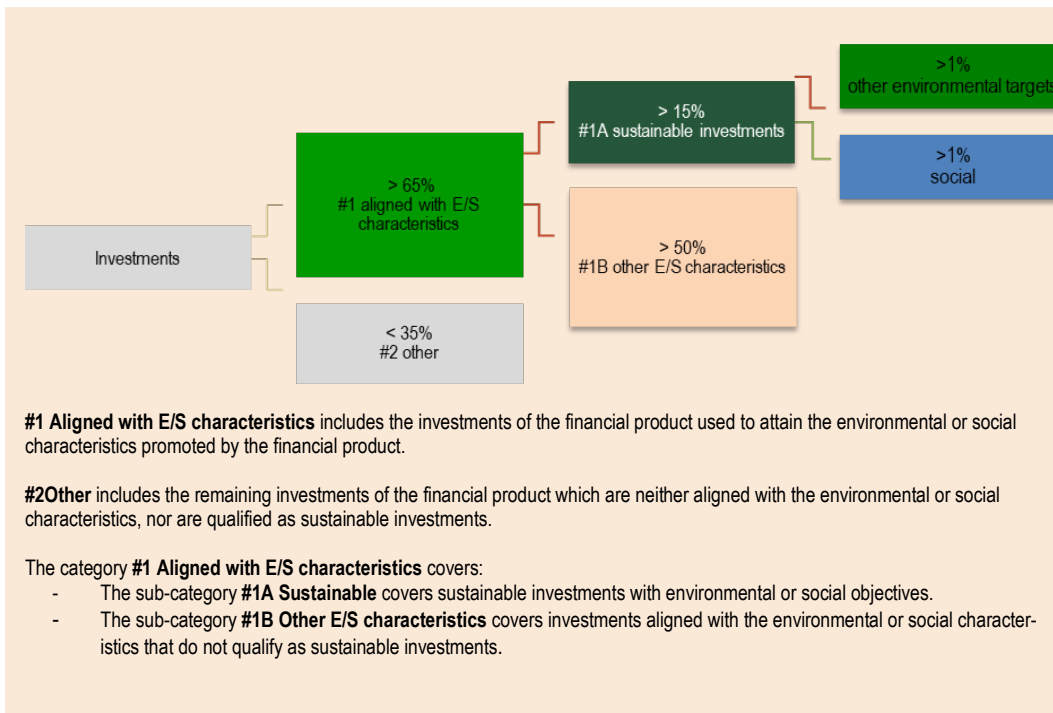 >1%
other environmental targets
> 15%
#1A sustainable investments
>1%
social
> 65%
#1 aligned with E/S
characteristics
> 50%
#1B other E/S characteristics
Investments
< 35%
#2 other
#1 Aligned with E/S characteristics includes the investments of the financial product used to attain the environmental or social
characteristics promoted by the financial product.
#2Other includes the remaining investments of the financial product which are neither aligned with the environmental or social
characteristics, nor are qualified as sustainable investments.
The category #1 Aligned with E/S characteristics covers:
- The sub-category #1A Sustainable covers sustainable investments with environmental or social objectives.
- The sub-category #1B Other E/S characteristics covers investments aligned with the environmental or social character-
istics that do not qualify as sustainable investments.